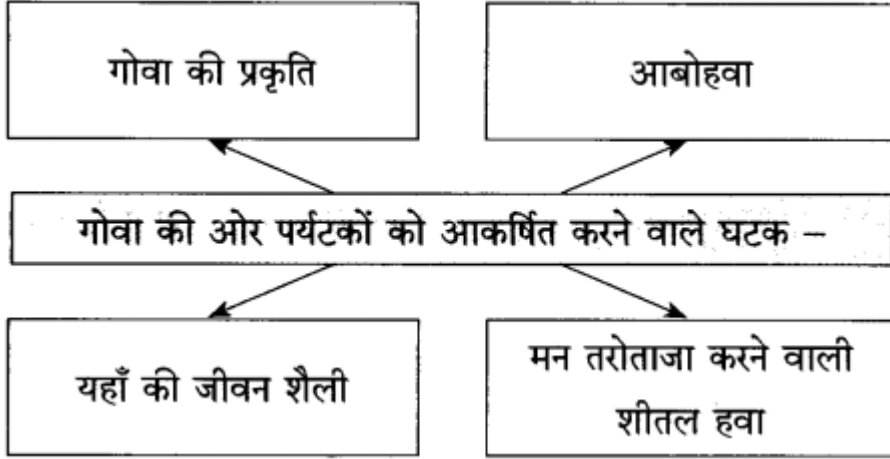 गोवा की प्रकृति
आबोहवा
गोवा की ओर पर्यटकों को आकर्षित करने वाले घटक –
यहाँ की जीवन शैली
मन तरोताजा करने वाली
शीतल हवा